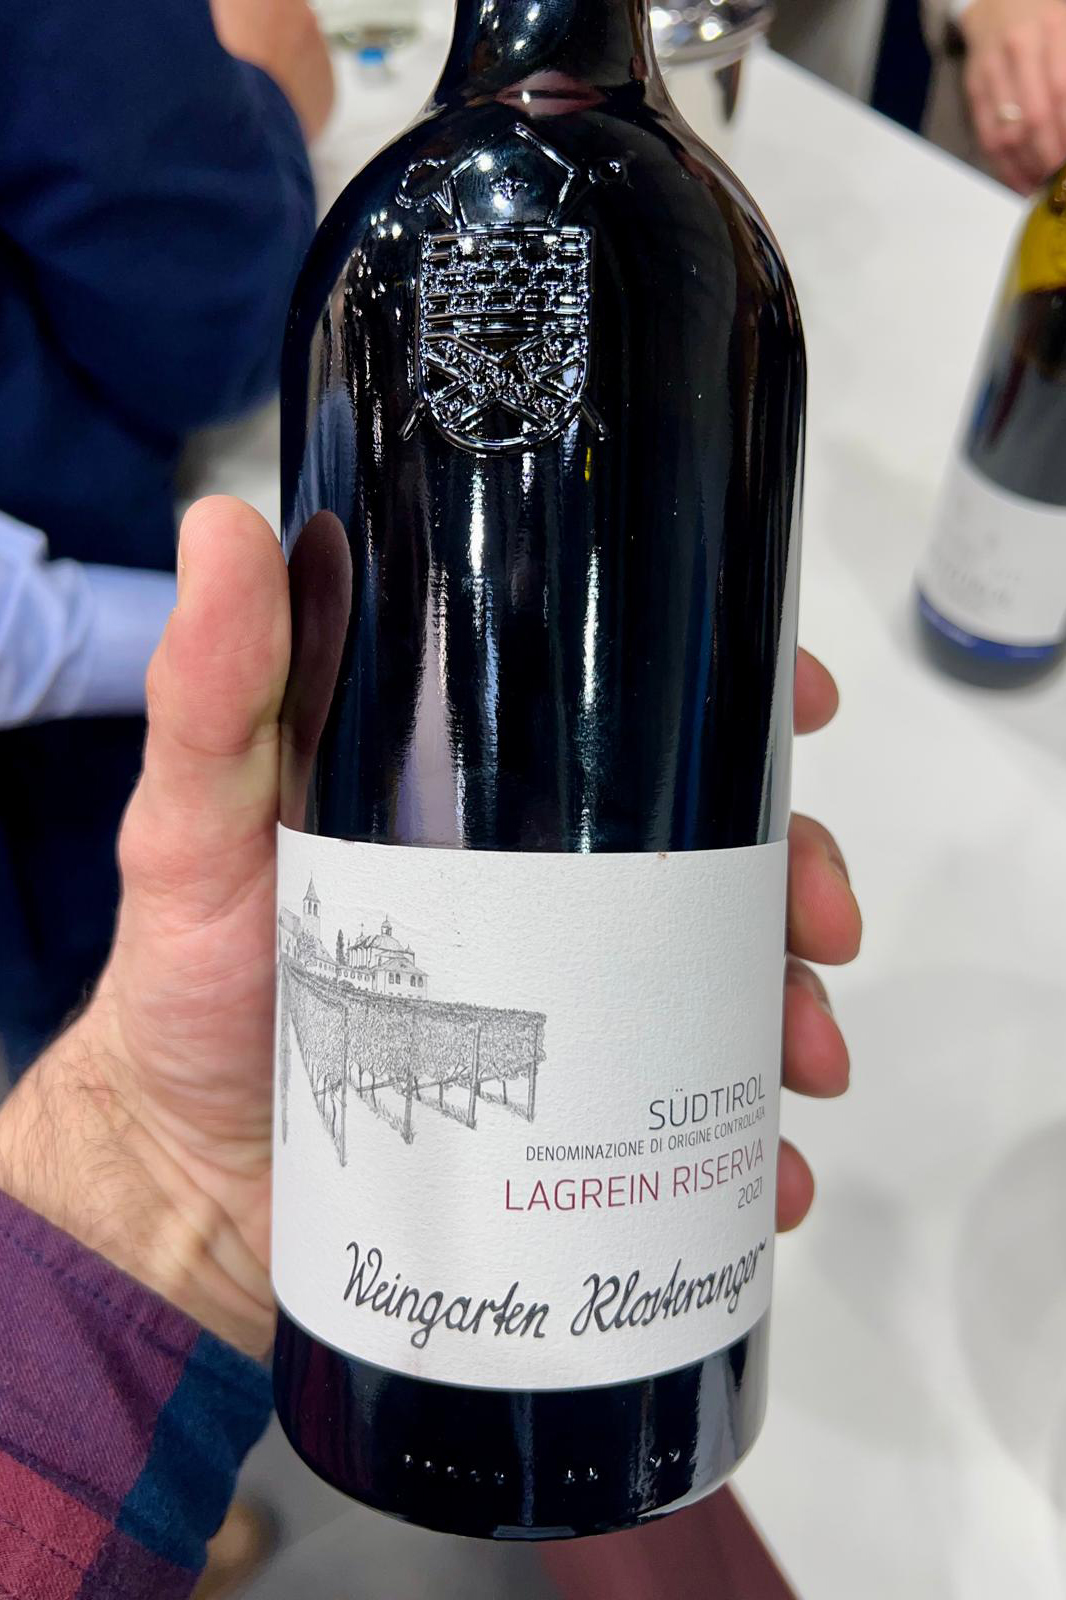 SÜDTIROL
DENOMINAZIONE DI ORIGINE CONTROLLATA
LAGREIN RISERVA
2021
Weingarten Klosteranger